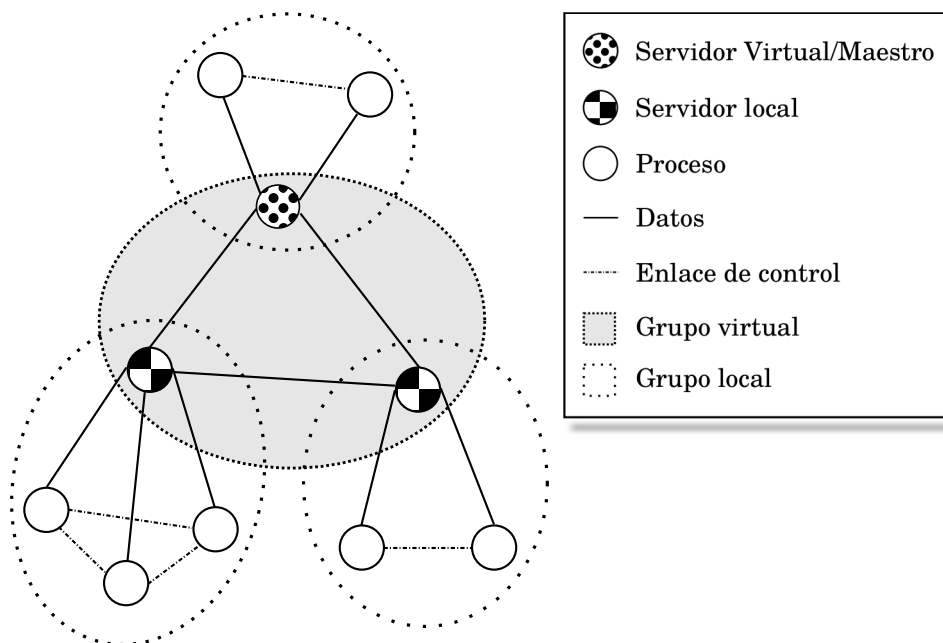 Servidor Virtual/Maestro
Servidor local
Proceso
Datos
Enlace de control
Grupo virtual
Grupo local